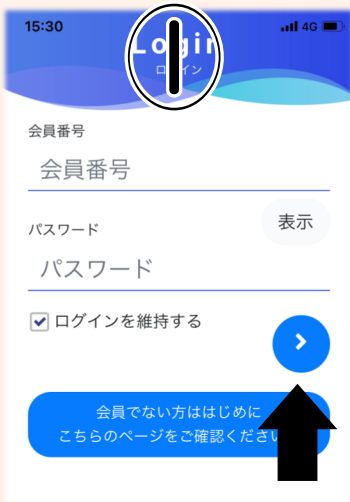 15:30
4G
Login
ログイン
会員番号
会員番号
表示
パスワード
パスワード
ログインを維持する
会員でない方ははじめに
こちらのページをご確認ください